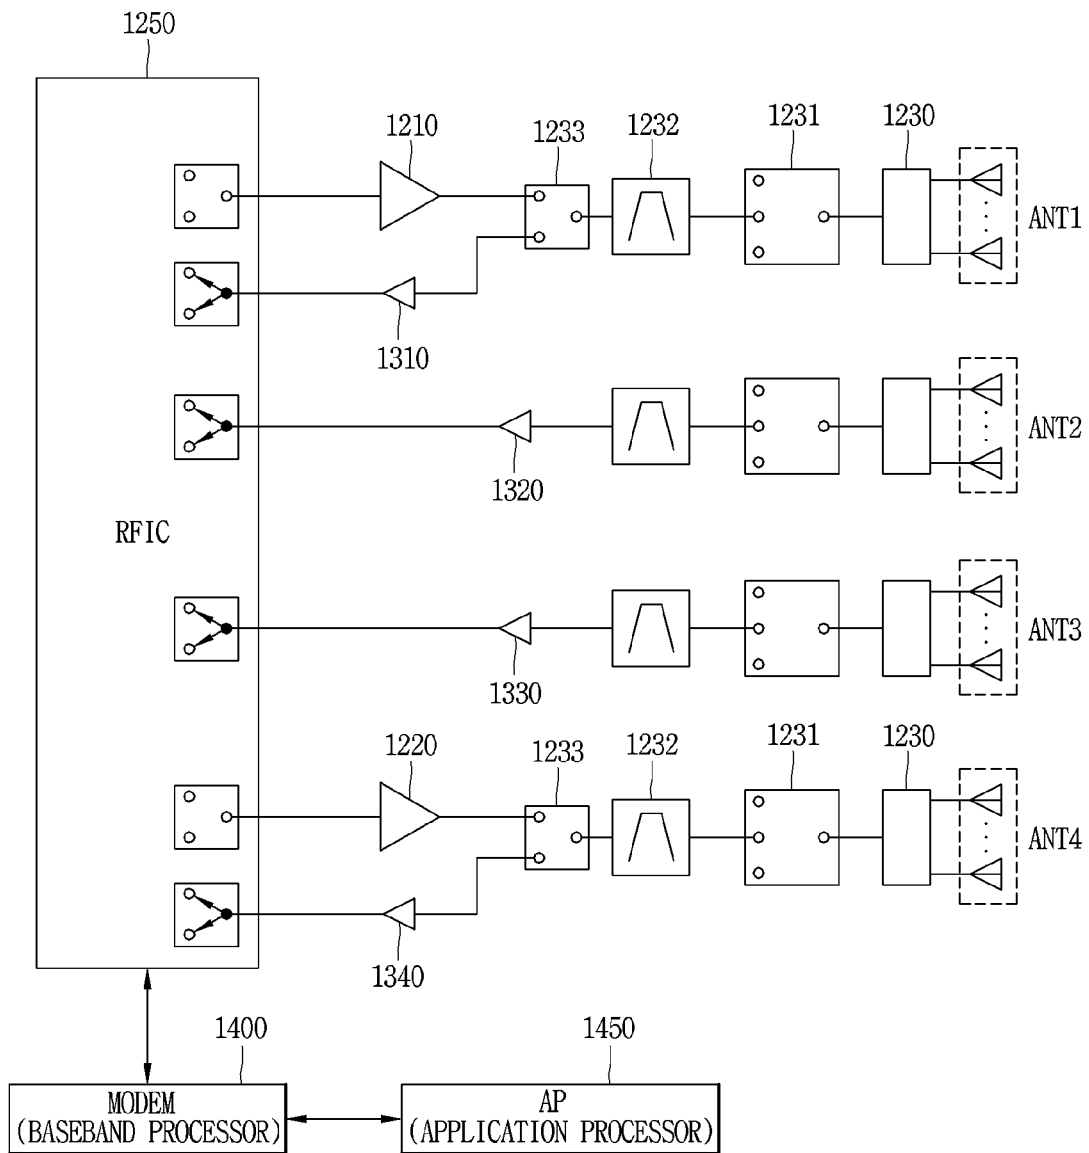 1250
1210
1233
1232
1231
1230
ANT1
1310
ANT2
1320
RFIC
ANT3
1330
1220
1233
1232
1231
1230
ANT4
1340
1400
1450
MODEM
(BASEBAND PROCESSOR)
AP
(APPLICATION PROCESSOR)